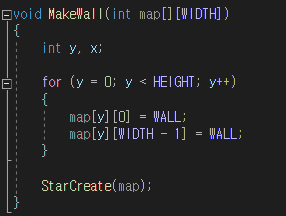 void MakeWall(int map[][WIDTH])
{
int y, x;
for (y = 0; y < HEIGHT; y++)
{
map[y][0] = WALL;
map[y][WIDTH - 1] = WALL;
}
StarCreate(map);
}